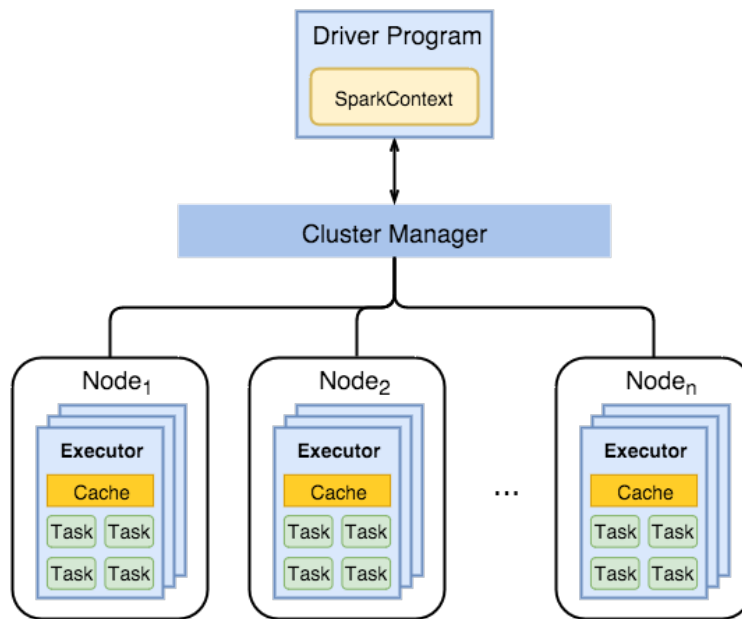 Driver Program
SparkContext
Cluster Manager
Node1 Node2 Noden
Executor Executor Executor
Cache Cache ... Cache
Task Task Task Task Task Task
Task Task Task Task Task Task